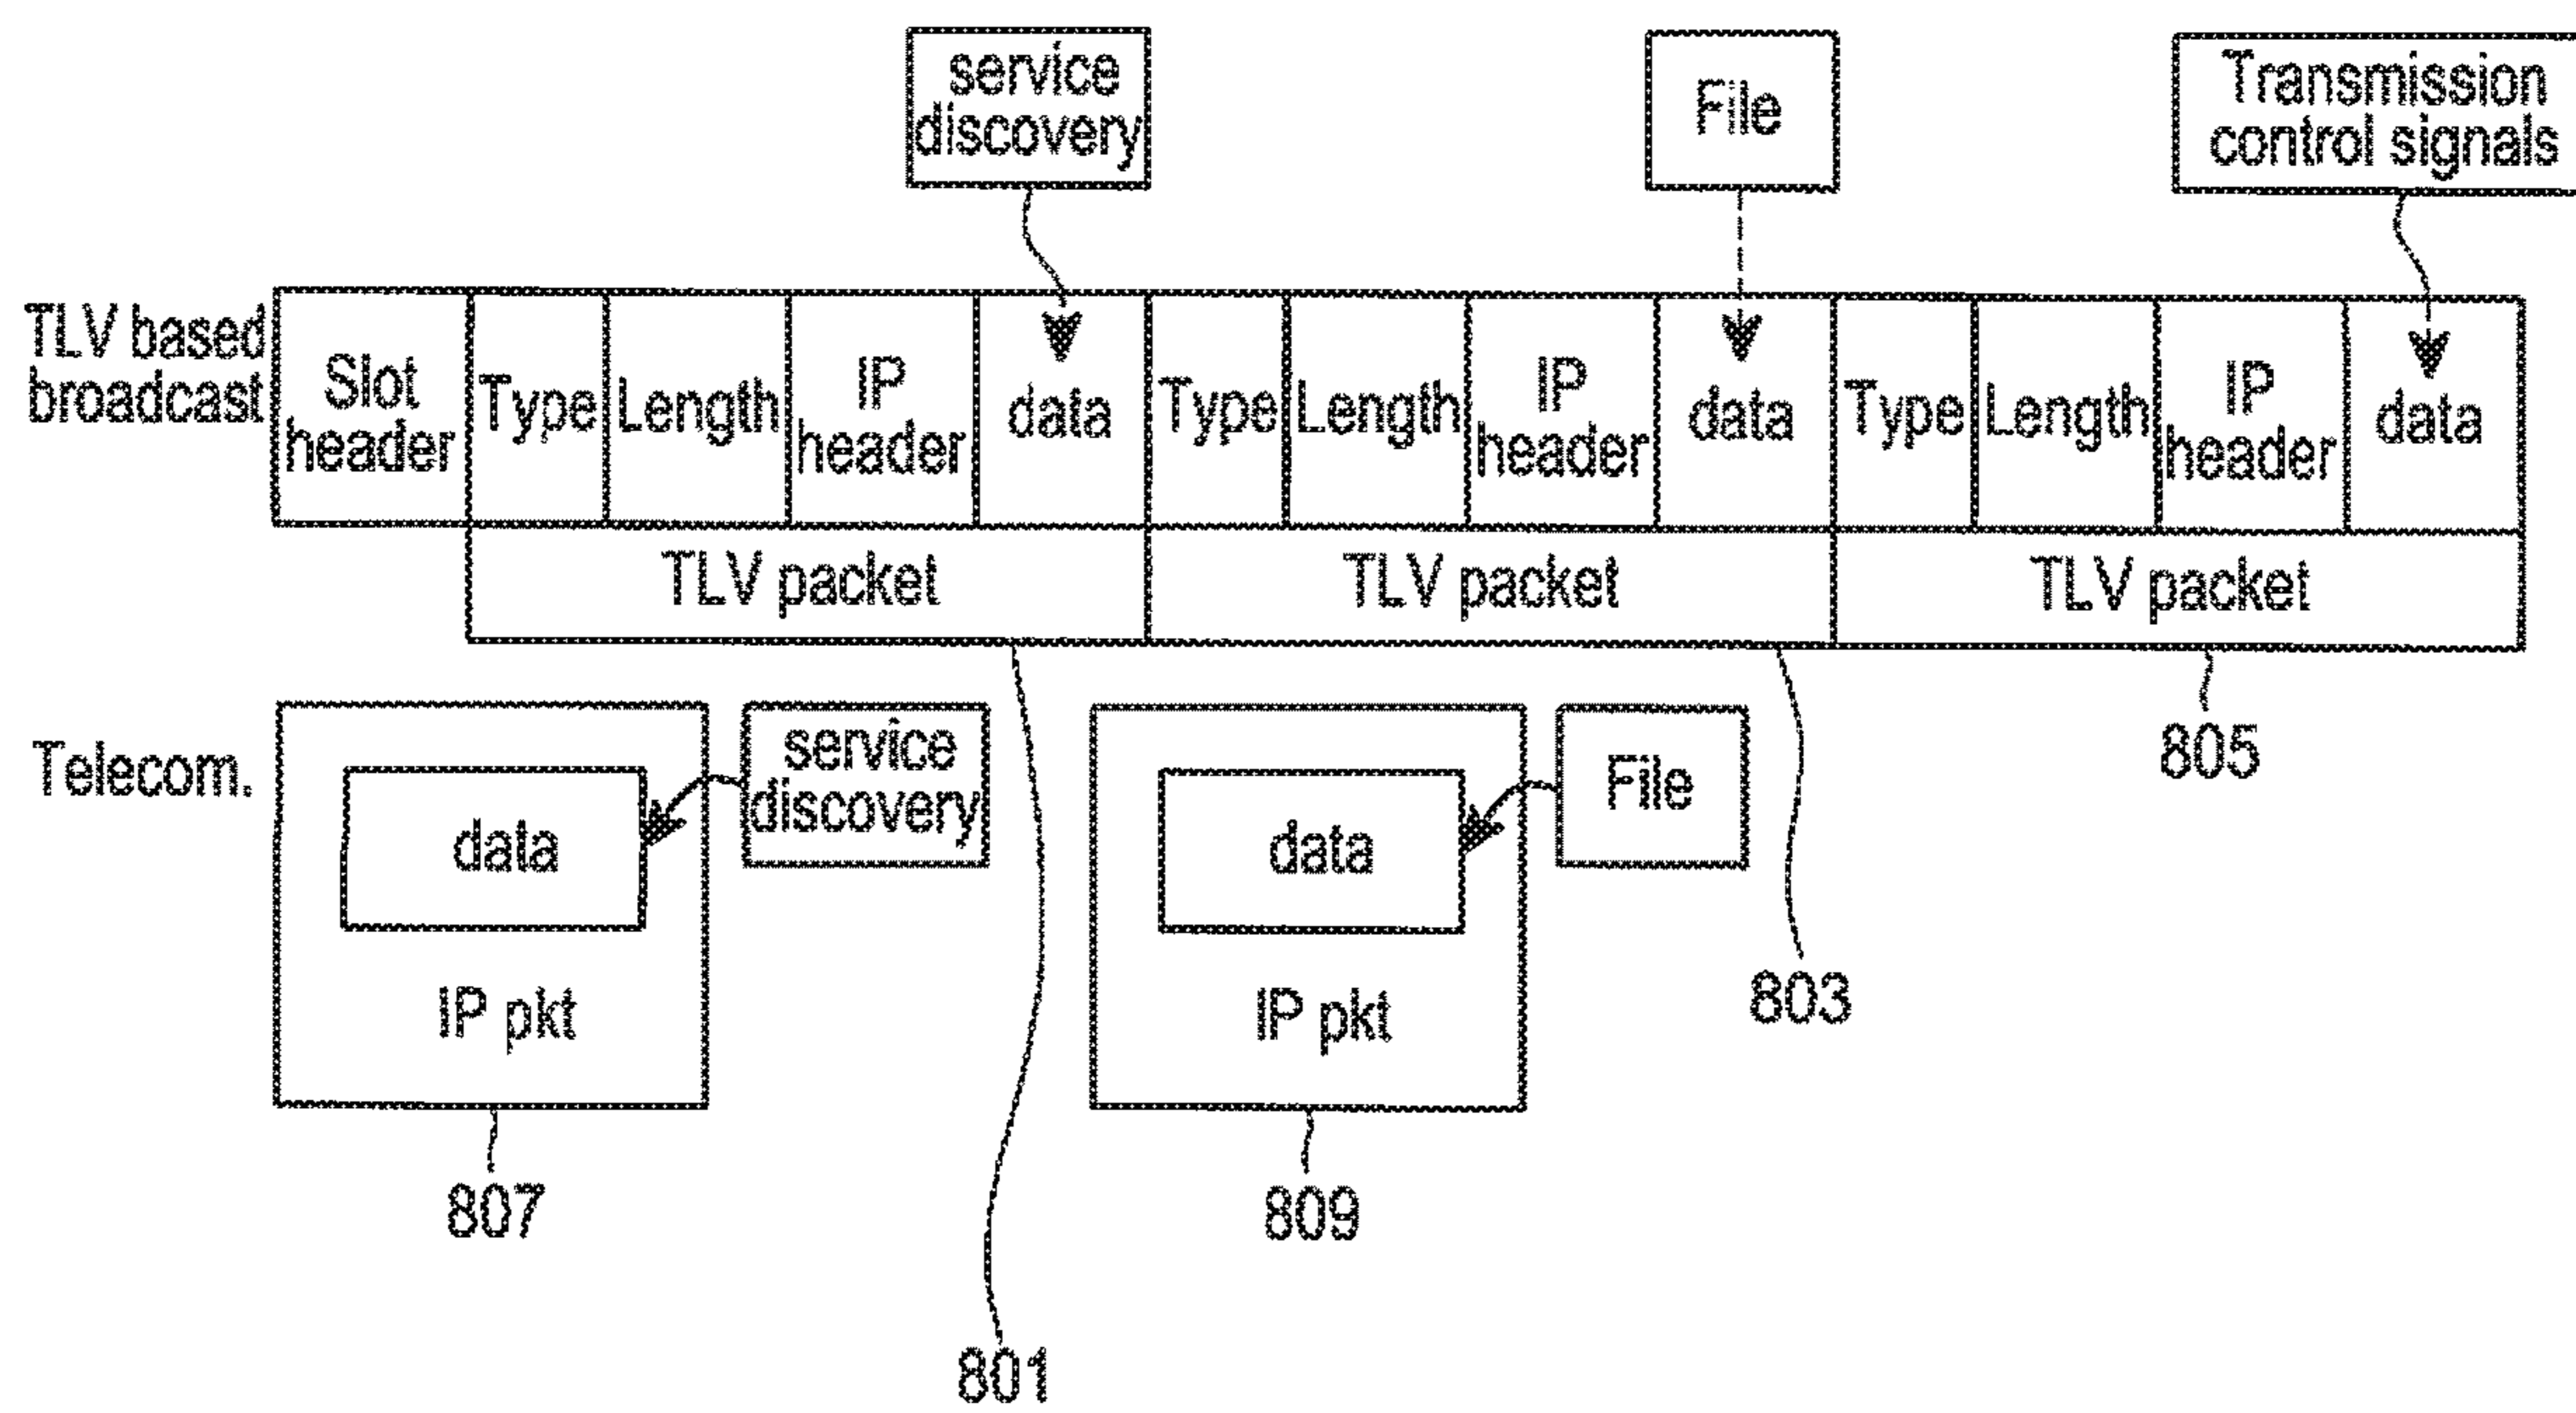 service
discovery
File
Transmission
control signals
TLV based
broadcast
Slot
header
Type
Length
IP
header
data
Type
Length
IP
header
data
Type
Length
IP
header
data
TLV packet
TLV packet
TLV packet
Telecom.
data
IP pkt
service
discovery
data
IP pkt
File
805
803
807
809
801